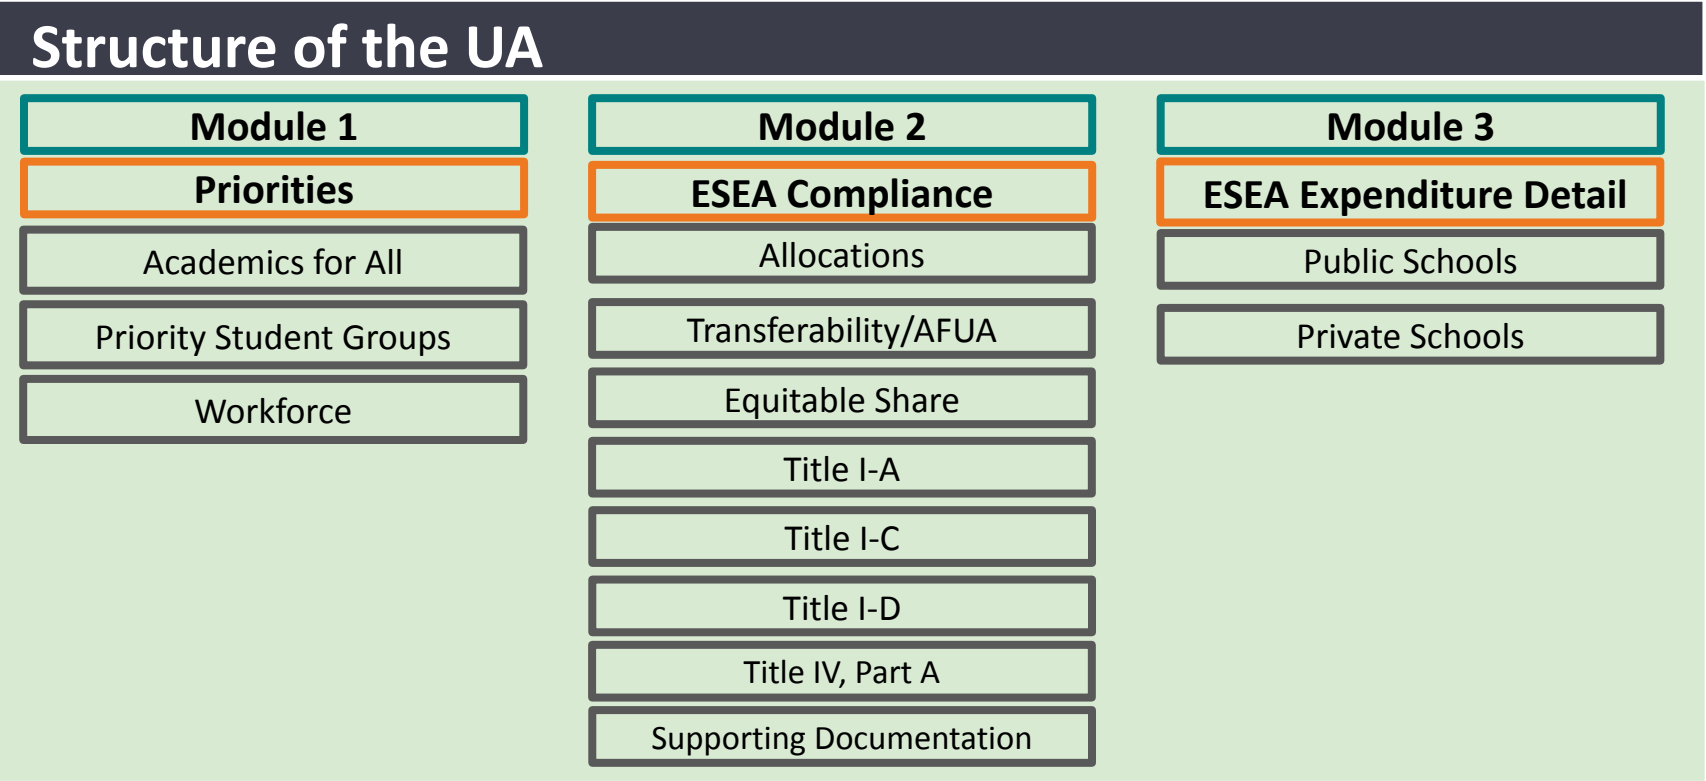 Structure of the UA
Module 1
Priorities
Academics for All
Priority Student Groups
Workforce
Module 2
ESEA Compliance
Allocations
Transferability/AFUA
Equitable Share
Title I-A
Title I-C
Title I-D
Title IV, Part A
Supporting Documentation
Module 3
ESEA Expenditure Detail
Public Schools
Private Schools